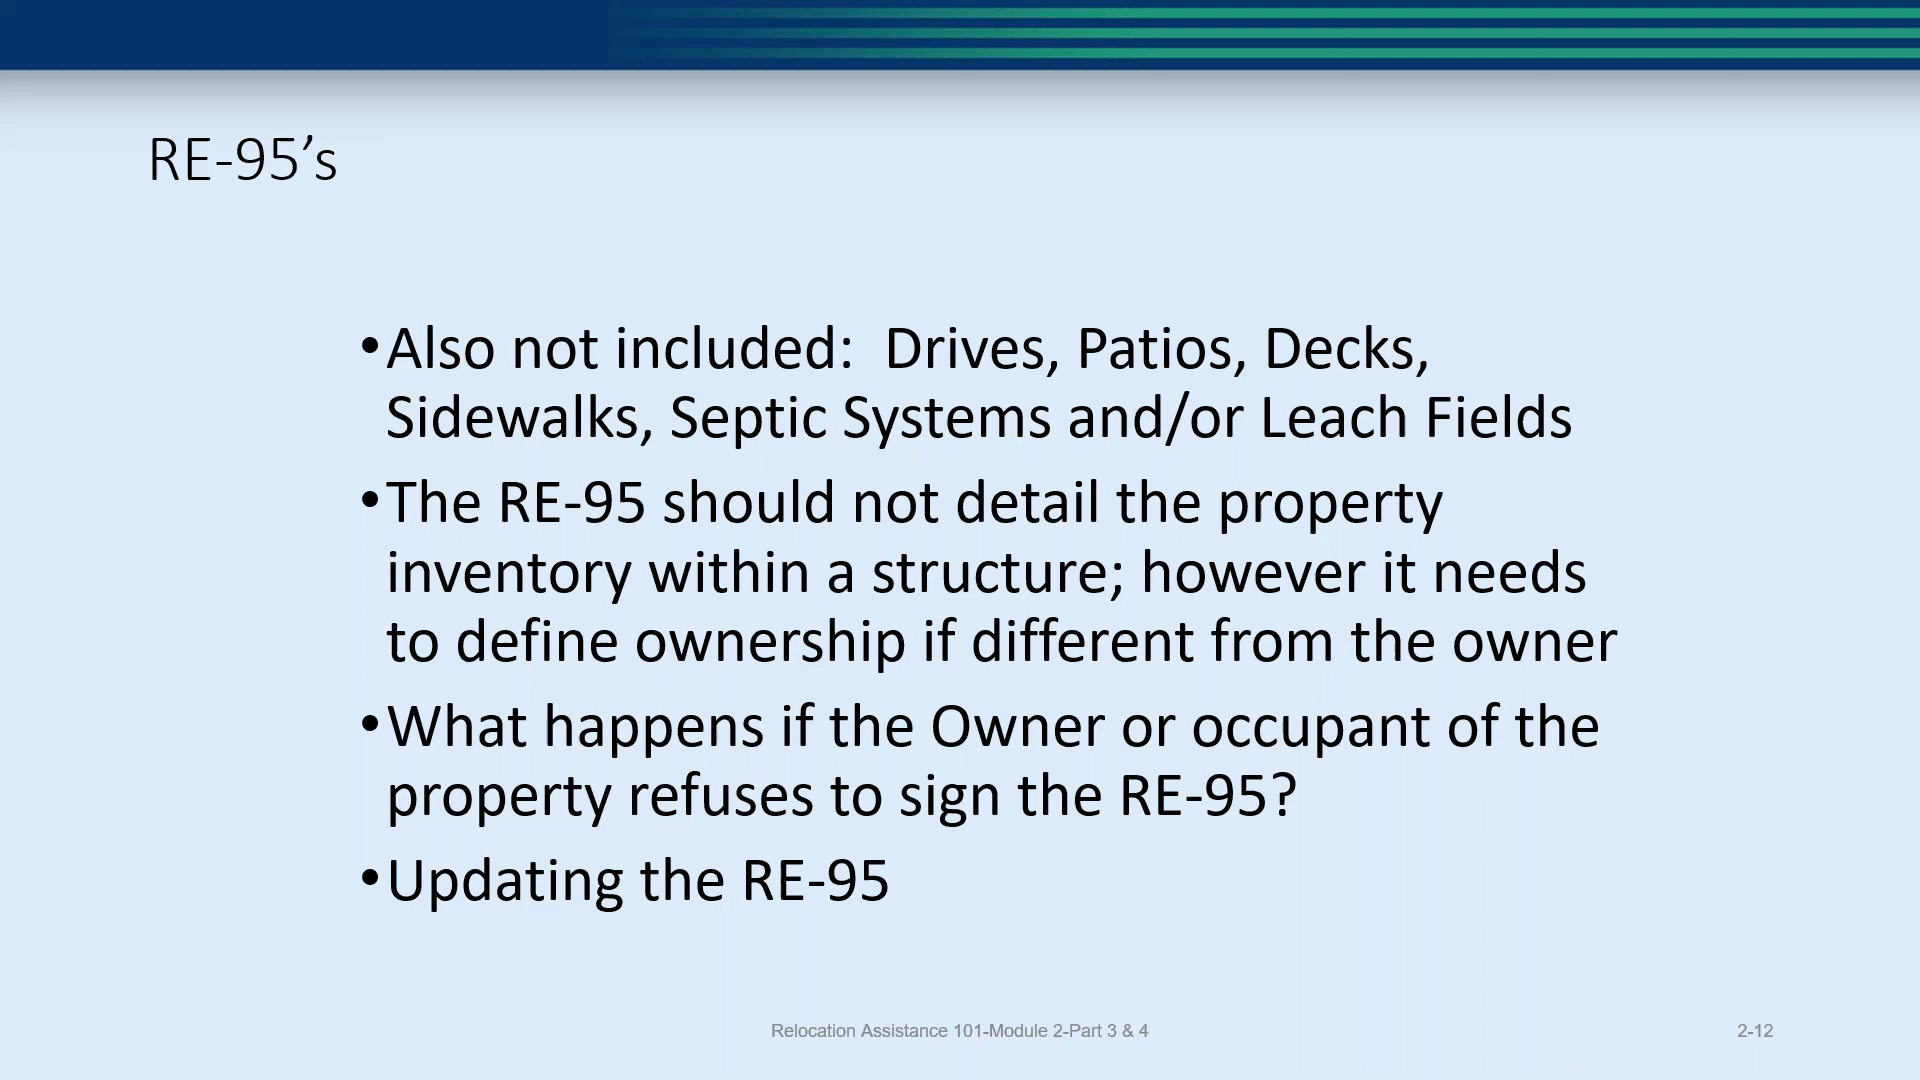 RE-95’s
•Also not included:  Drives, Patios, Decks,
Sidewalks, Septic Systems and/or Leach Fields
•The RE-95 should not detail the property
inventory within a structure; however it needs
to define ownership if different from the owner
•What happens if the Owner or occupant of the
property refuses to sign the RE-95?
•Updating the RE-95
Relocation Assistance 101-Module 2-Part 3 & 4
2-12